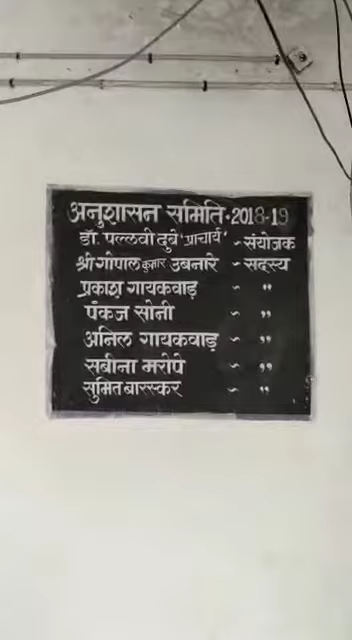 अनुशासन समिति • 2018-19
डॉ. पल्लवी दुबे 'प्राचार्य' ~ संयोजक
श्री गोपाल कुमार उबनारे ~ सदस्य
प्रकाश गायकवाड़ ~ ,,
पंकज सोनी ~ ,,
अनिल गायकवाड़ ~ ,,
सबीना मरोपे ~ ,,
सुमित बारस्कर ~ ,,